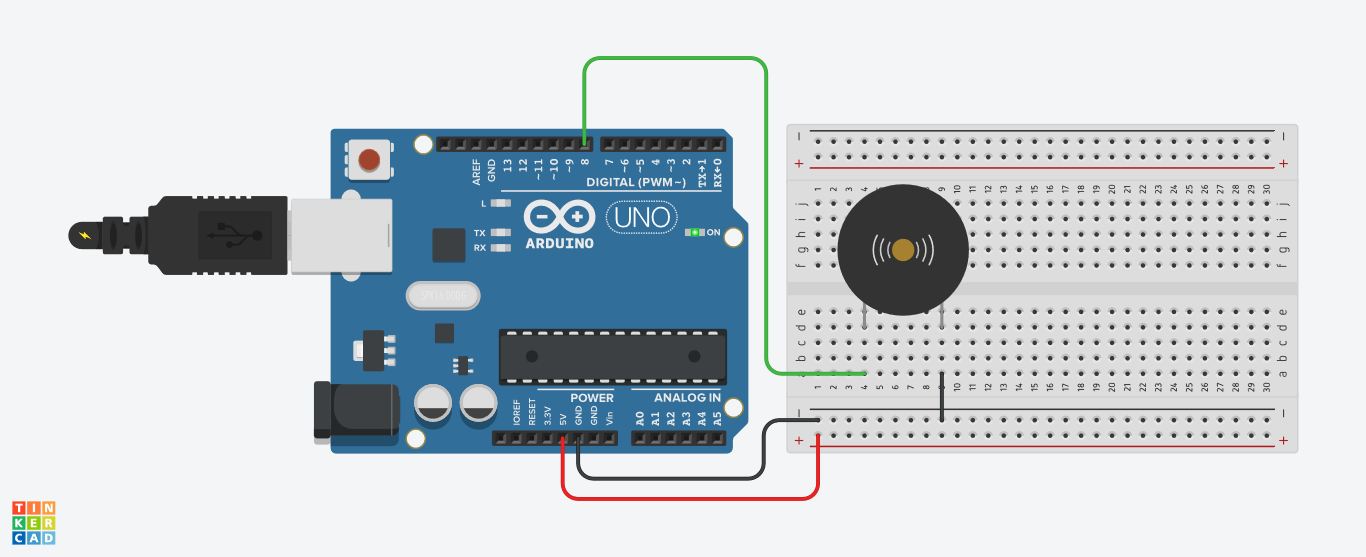 AREF
GND
13
12
~11
~10
~9
8
7
~6
~5
4
~3
2
TX→1
RX←0
DIGITAL (PWM~)
L
TX
RX
UNO
ON
ARDUINO
IOREF
RESET
3.3V
5V
GND
GND
Vin
POWER
ANALOG IN
A0
A1
A2
A3
A4
A5
− −
+ +
1 2 3 4 9 10 11 12 13 14 15 16 17 18 19 20 21 22 23 24 25 26 27 28 29 30
j j
i i
h h
g g
f f
e e
d d
c c
b b
a a
1 2 3 4 5 6 7 8 9 10 11 12 13 14 15 16 17 18 19 20 21 22 23 24 25 26 27 28 29 30
− −
+ +
TIN
KER
CAD